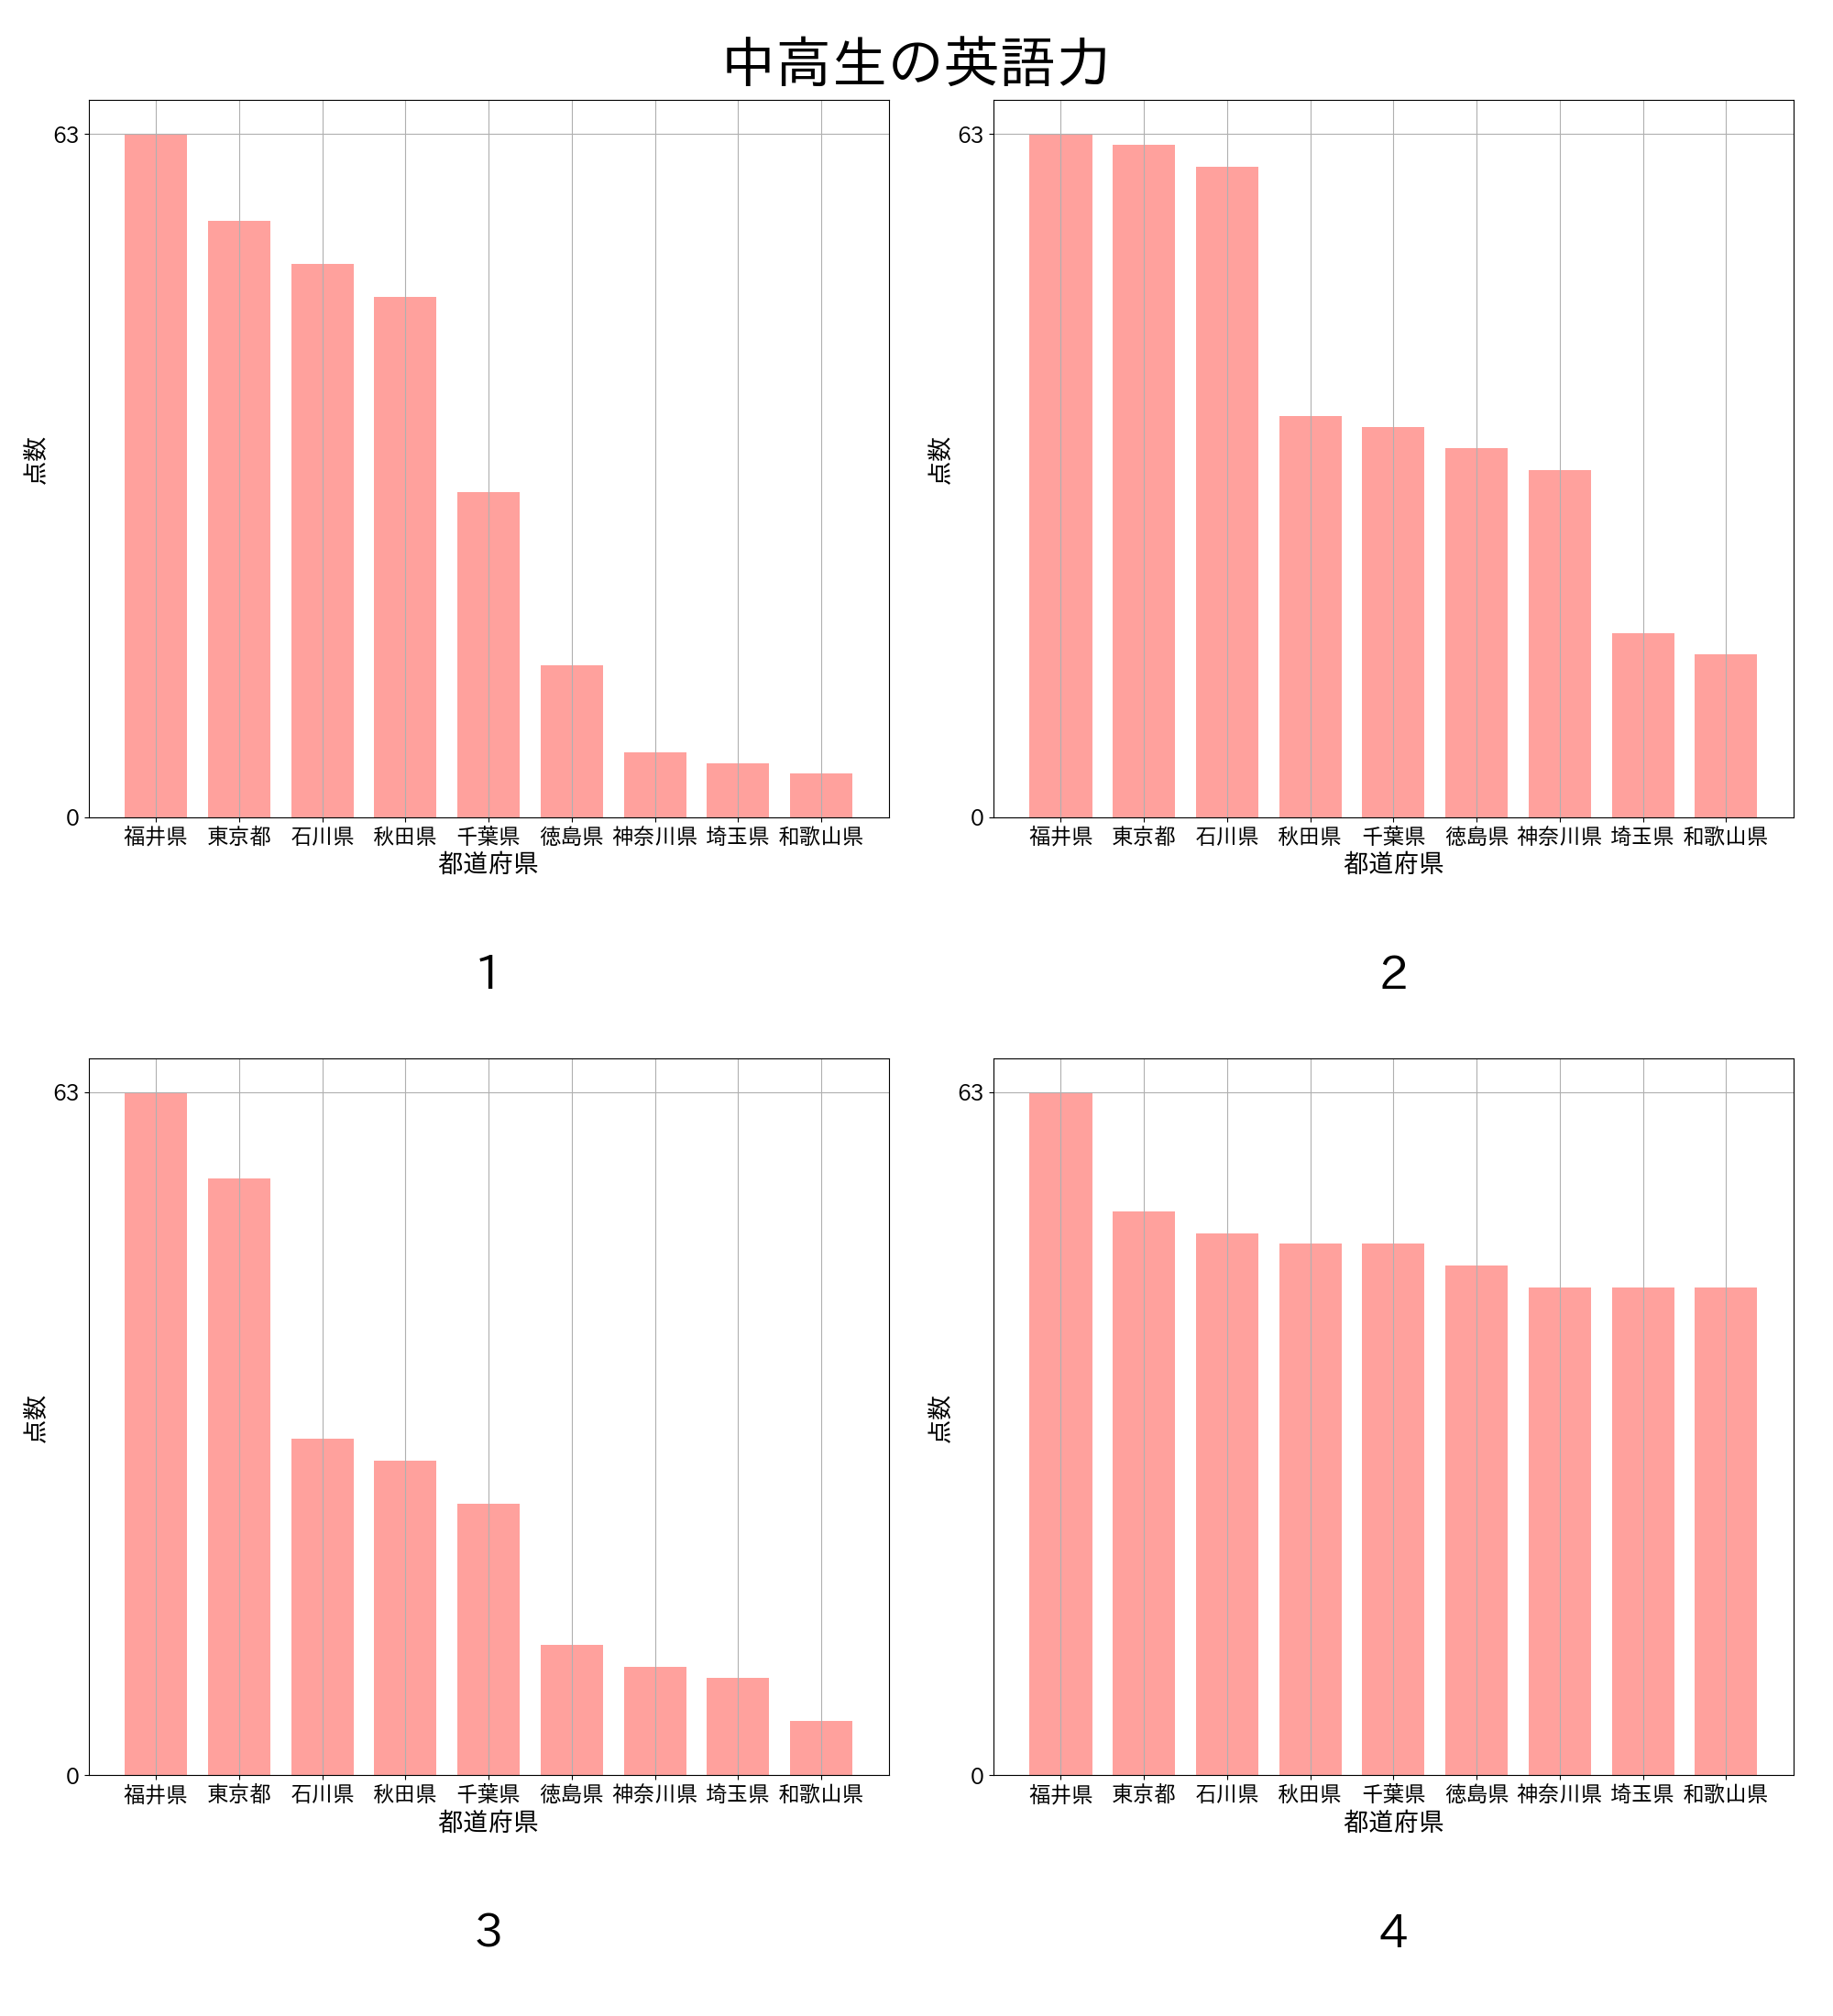 中高生の英語力
63
0
点数
福井県 東京都 石川県 秋田県 千葉県 徳島県 神奈川県 埼玉県 和歌山県
都道府県
1
63
0
点数
福井県 東京都 石川県 秋田県 千葉県 徳島県 神奈川県 埼玉県 和歌山県
都道府県
2
63
0
点数
福井県 東京都 石川県 秋田県 千葉県 徳島県 神奈川県 埼玉県 和歌山県
都道府県
3
63
0
点数
福井県 東京都 石川県 秋田県 千葉県 徳島県 神奈川県 埼玉県 和歌山県
都道府県
4